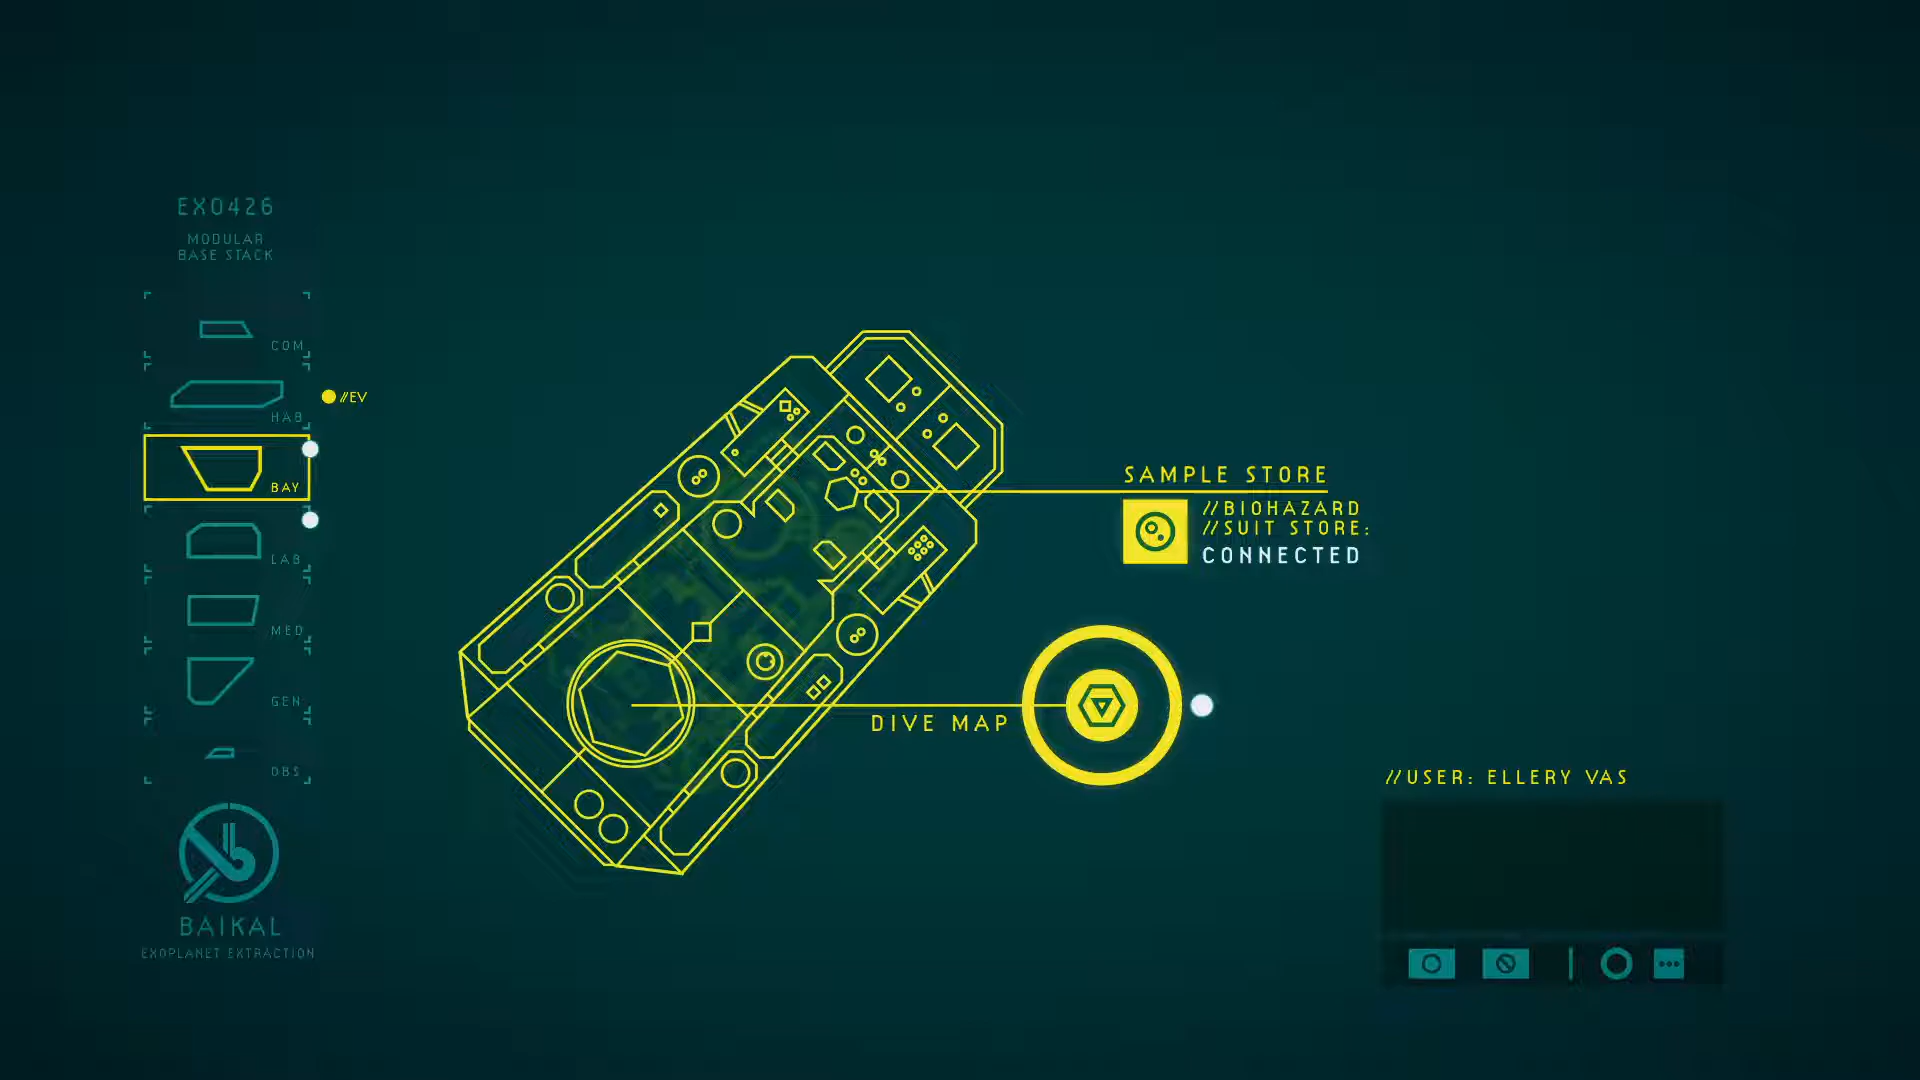 EXO426
MODULAR
BASE STACK
COM
HAB
//EV
BAY
LAB
MED
GEN
OBS
BAIKAL
EXOPLANET EXTRACTION
SAMPLE STORE
//BIOHAZARD
//SUIT STORE:
CONNECTED
DIVE MAP
//USER: ELLERY VAS